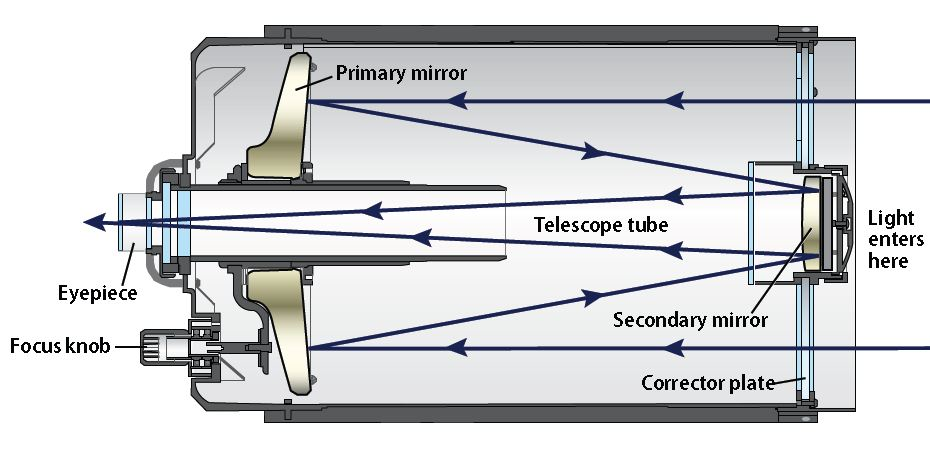 Primary mirror
Telescope tube
Light
enters
here
Eyepiece
Secondary mirror
Focus knob
Corrector plate